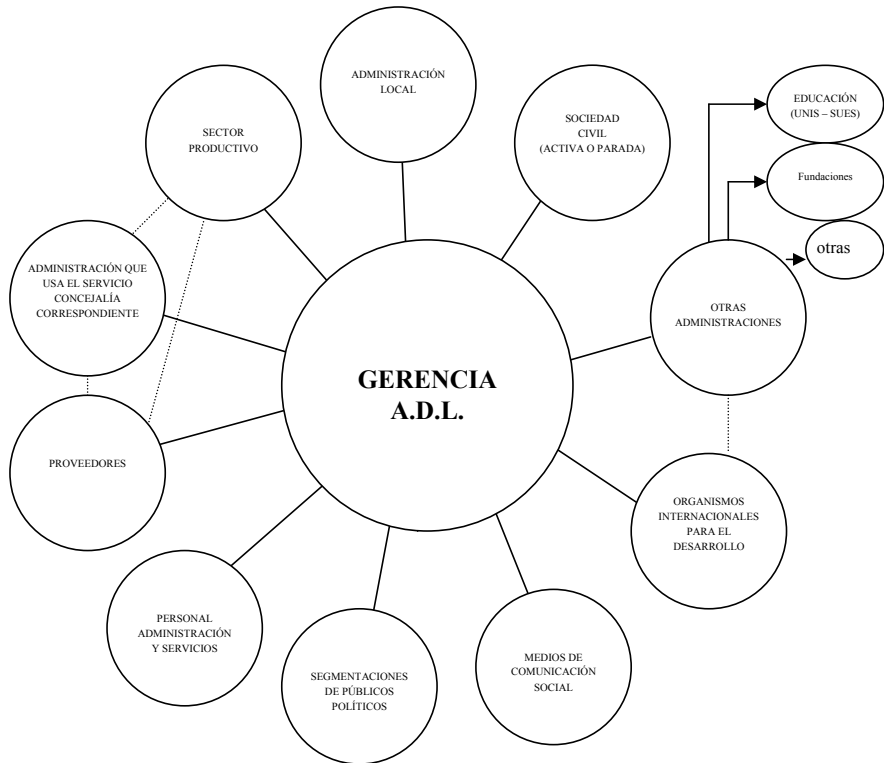 ADMINISTRACIÓN
LOCAL
EDUCACIÓN
(UNIS – SUES)
SOCIEDAD
CIVIL
(ACTIVA O PARADA)
SECTOR
PRODUCTIVO
Fundaciones
otras
ADMINISTRACIÓN QUE
USA EL SERVICIO
CONCEJALÍA
CORRESPONDIENTE
OTRAS
ADMINISTRACIONES
GERENCIA
A.D.L.
PROVEEDORES
ORGANISMOS
INTERNACIONALES
PARA EL
DESARROLLO
PERSONAL
ADMINISTRACIÓN
Y SERVICIOS
SEGMENTACIONES
DE PÚBLICOS
POLÍTICOS
MEDIOS DE
COMUNICACIÓN
SOCIAL